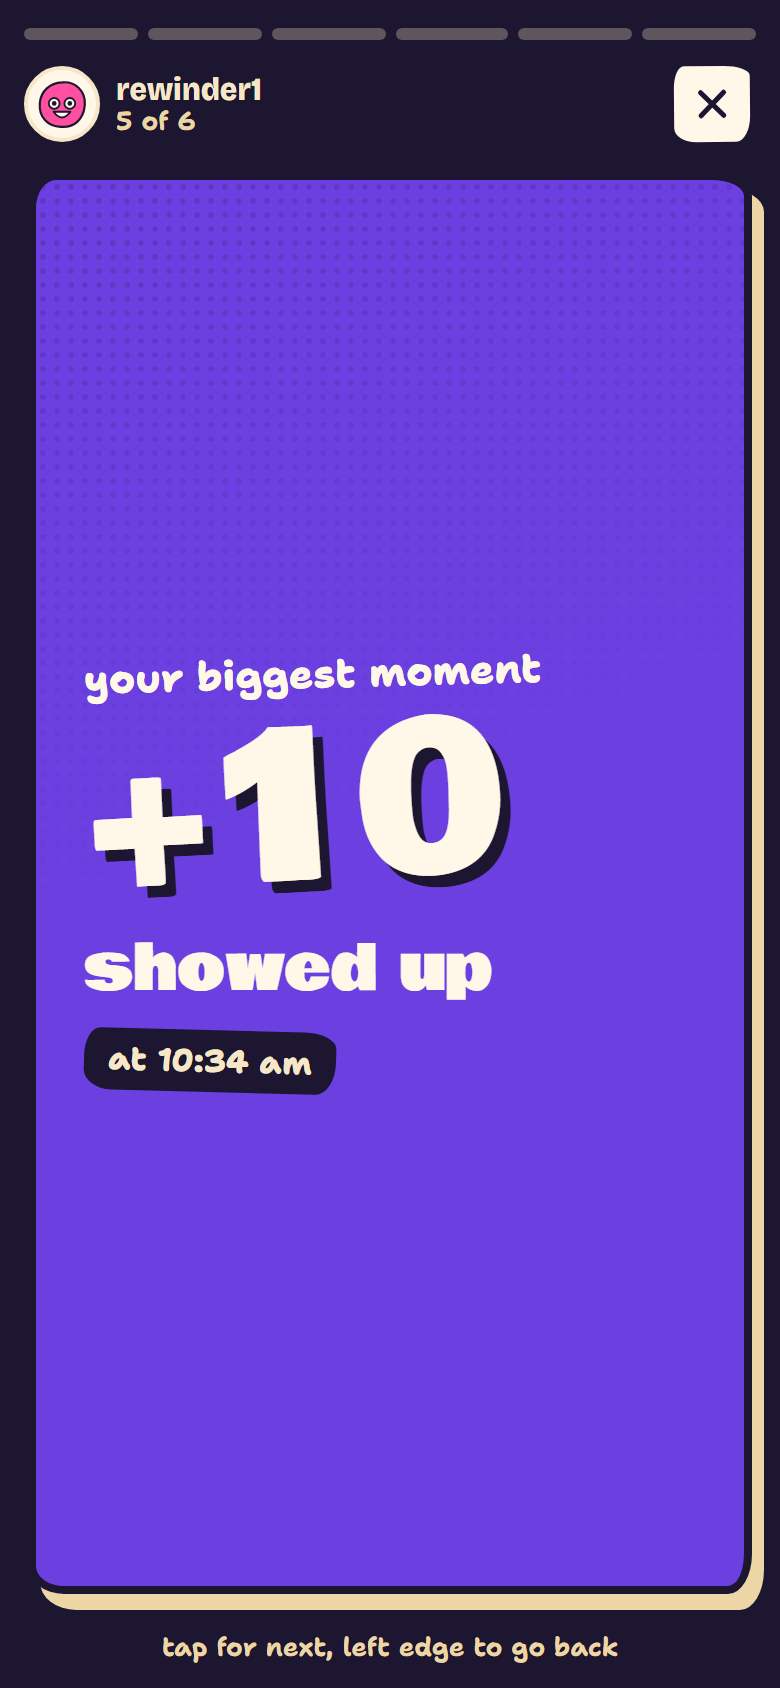 rewinder1
5 of 6
your biggest moment
+10
showed up
at 10:34 am
tap for next, left edge to go back